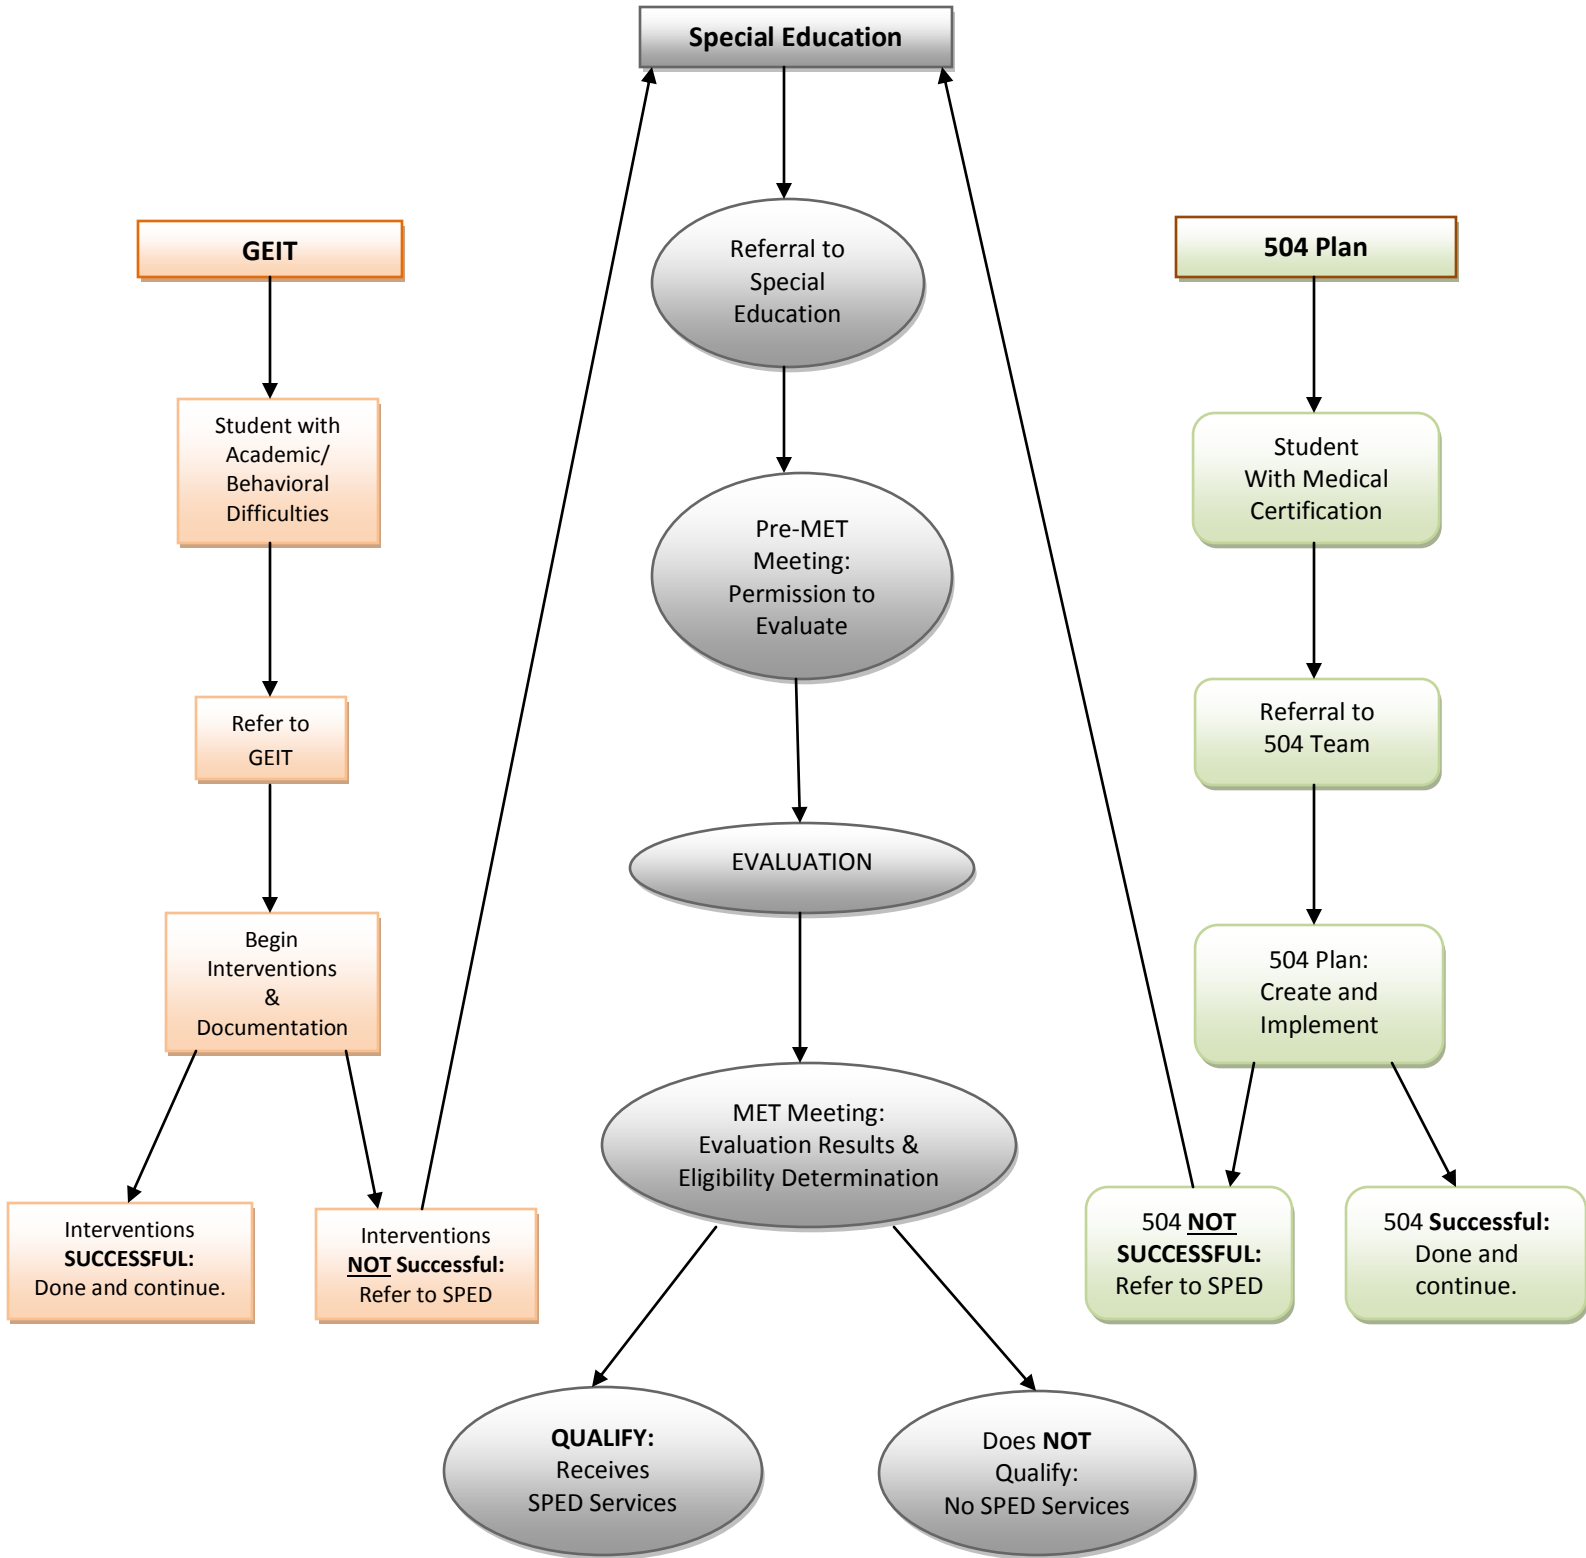 Special Education
GEIT
Student with
Academic/
Behavioral
Difficulties
Refer to
GEIT
Begin
Interventions
&
Documentation
Interventions
SUCCESSFUL:
Done and continue.
Interventions
NOT Successful:
Refer to SPED
Referral to
Special
Education
Pre-MET
Meeting:
Permission to
Evaluate
EVALUATION
MET Meeting:
Evaluation Results &
Eligibility Determination
QUALIFY:
Receives
SPED Services
Does NOT
Qualify:
No SPED Services
504 Plan
Student
With Medical
Certification
Referral to
504 Team
504 Plan:
Create and
Implement
504 NOT
SUCCESSFUL:
Refer to SPED
504 Successful:
Done and
continue.